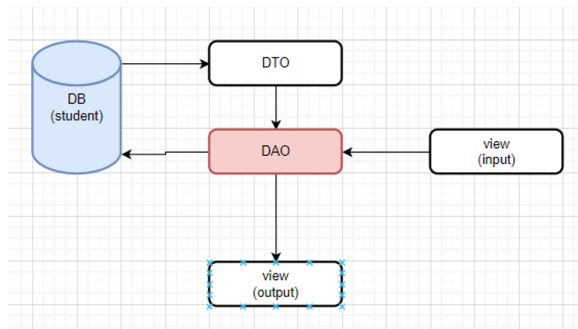 DTO
DB
(student)
DAO
view
(input)
view
(output)